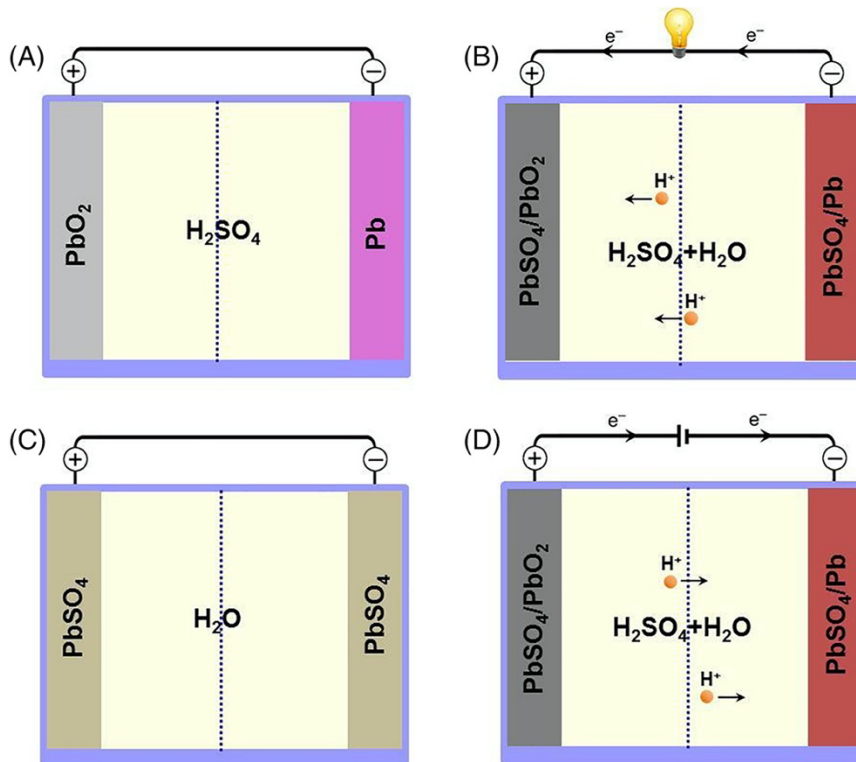 (A)
+
−
PbO₂
H₂SO₄
Pb
(B)
e⁻
e⁻
+
−
PbSO₄/PbO₂
H⁺
H₂SO₄+H₂O
H⁺
PbSO₄/Pb
(C)
+
−
PbSO₄
H₂O
PbSO₄
(D)
e⁻
e⁻
+
−
PbSO₄/PbO₂
H⁺
H₂SO₄+H₂O
H⁺
PbSO₄/Pb